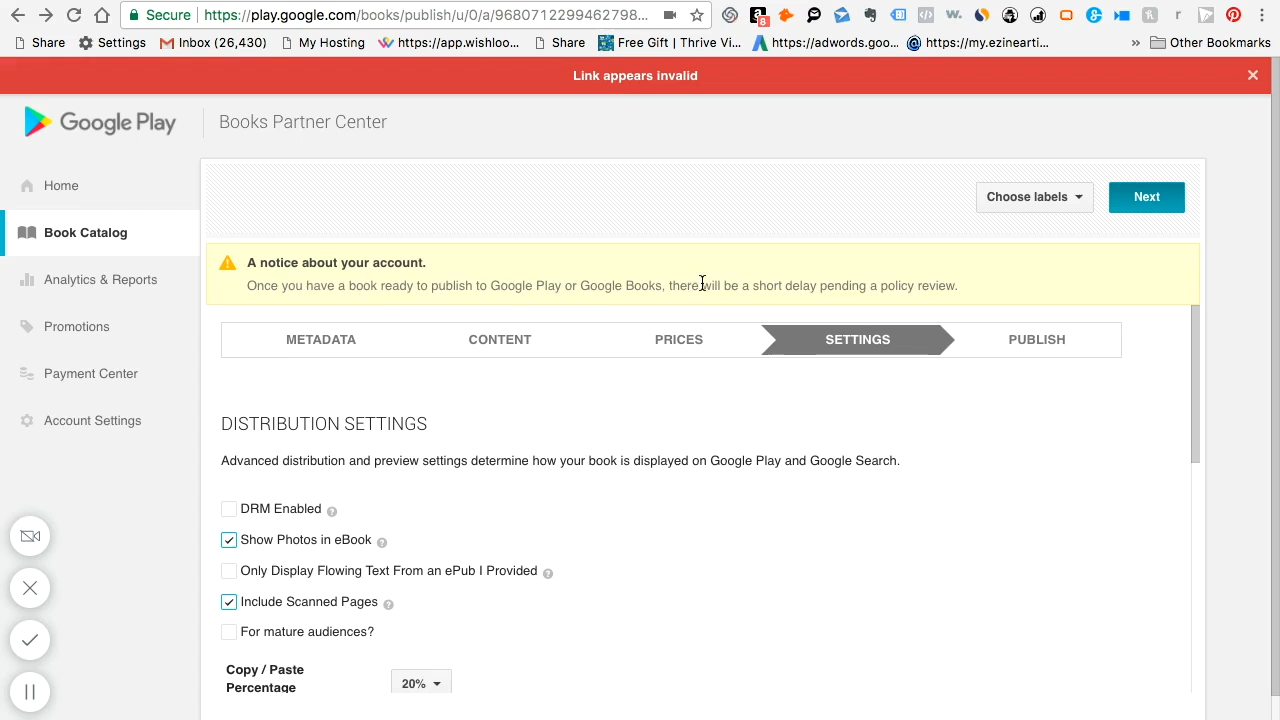 Secure https://play.google.com/books/publish/u/0/a/9680712299462798...
8
w.
r
Share Settings Inbox (26,430) My Hosting https://app.wishloo... Share Free Gift | Thrive Vi... https://adwords.goo... https://my.ezinearti... » Other Bookmarks
Link appears invalid
Google Play Books Partner Center
Home
Choose labels Next
Book Catalog
A notice about your account.
Analytics & Reports
Once you have a book ready to publish to Google Play or Google Books, there will be a short delay pending a policy review.
Promotions
METADATA CONTENT PRICES SETTINGS PUBLISH
Payment Center
Account Settings
DISTRIBUTION SETTINGS
Advanced distribution and preview settings determine how your book is displayed on Google Play and Google Search.
DRM Enabled ?
Show Photos in eBook ?
Only Display Flowing Text From an ePub I Provided ?
Include Scanned Pages ?
For mature audiences?
Copy / Paste
Percentage
20%